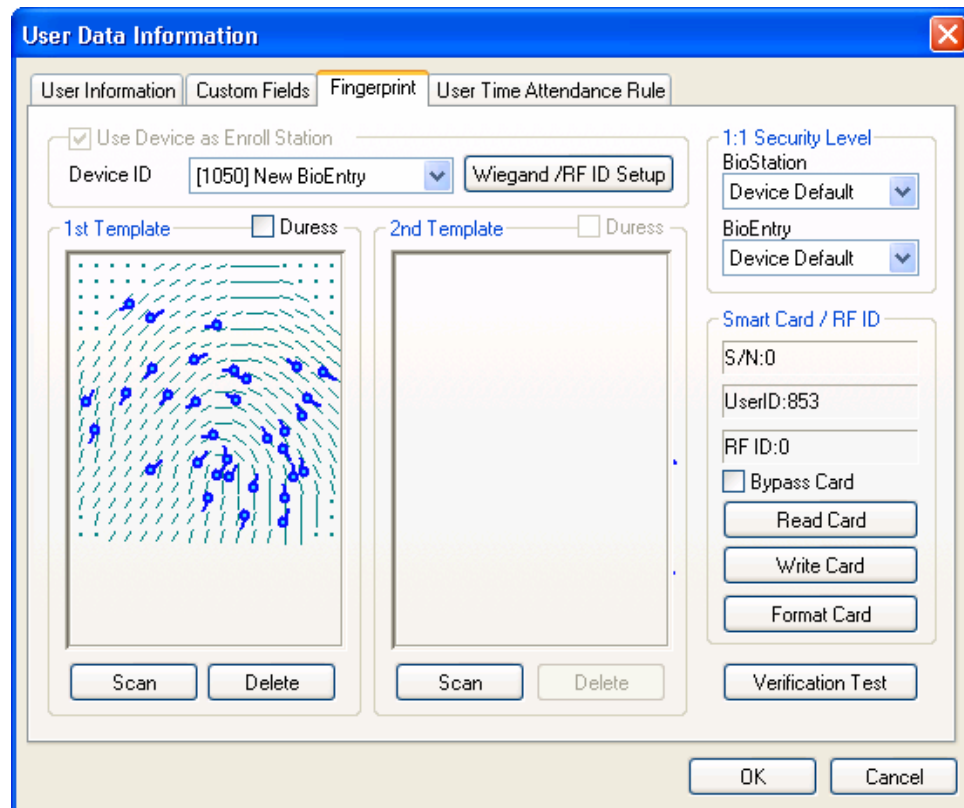 User Data Information
User Information Custom Fields Fingerprint User Time Attendance Rule
Use Device as Enroll Station
Device ID [1050] New BioEntry Wiegand /RF ID Setup
1st Template Duress
2nd Template Duress
Scan Delete
Scan Delete
1:1 Security Level
BioStation
Device Default
BioEntry
Device Default
Smart Card / RF ID
S/N:0
UserID:853
RF ID:0
Bypass Card
Read Card
Write Card
Format Card
Verification Test
OK Cancel